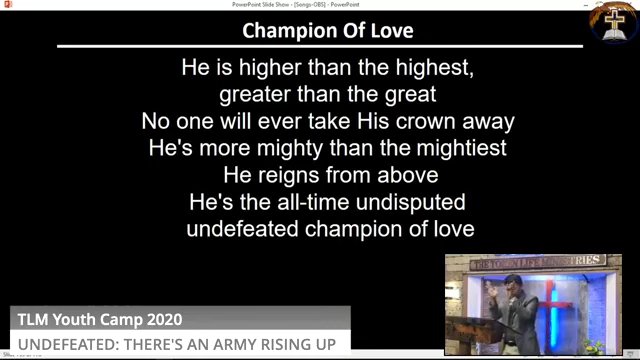 PowerPoint Slide Show - [Songs-OBS] - PowerPoint
Champion Of Love
He is higher than the highest,
greater than the great
No one will ever take His crown away
He's more mighty than the mightiest
He reigns from above
He's the all-time undisputed
undefeated champion of love
LIFE MINISTRIES
TLM Youth Camp 2020
UNDEFEATED: THERE'S AN ARMY RISING UP